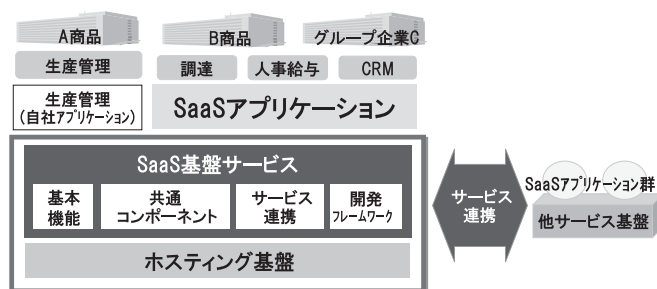 A商品
B商品
グループ企業C
生産管理
調達
人事給与
CRM
生産管理
(自社アプリケーション)
SaaSアプリケーション
SaaS基盤サービス
基本
機能
共通
コンポーネント
サービス
連携
開発
フレームワーク
ホスティング基盤
サービス
連携
SaaSアプリケーション群
他サービス基盤